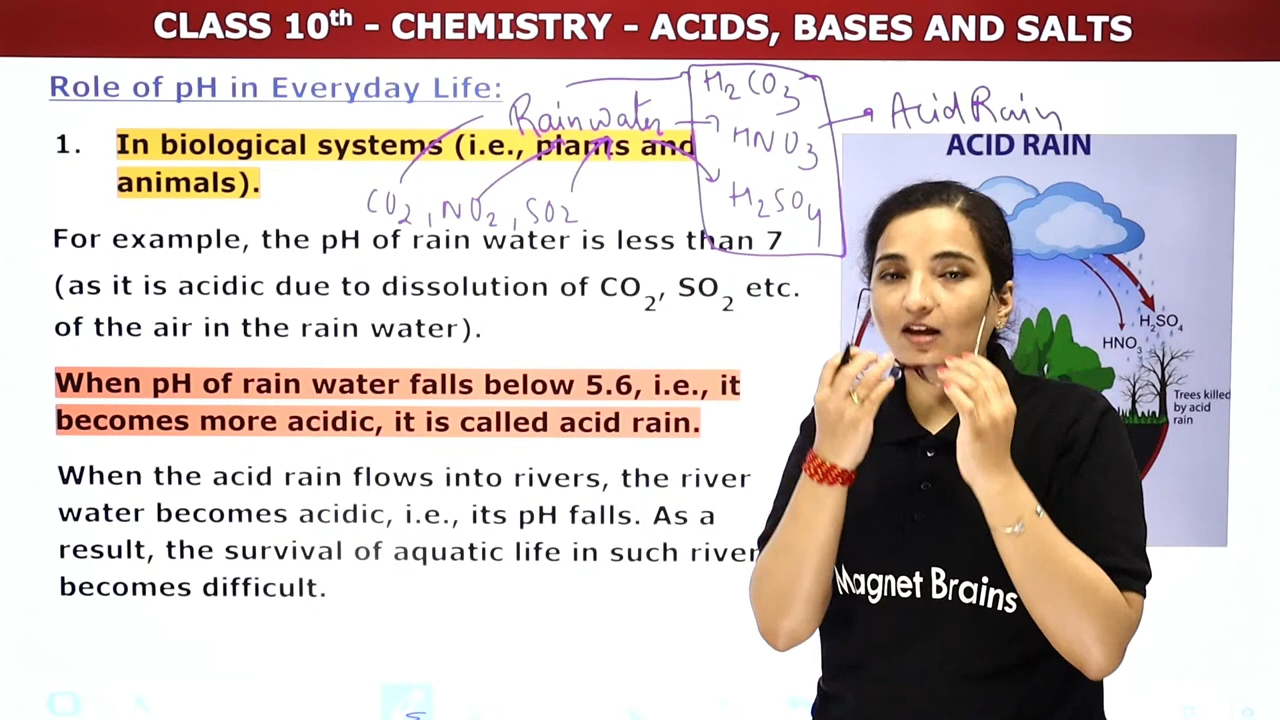 CLASS 10th - CHEMISTRY - ACIDS, BASES AND SALTS
Role of pH in Everyday Life:
Rainwater
H2CO3
HNO3
H2SO4
Acid Rain
1. In biological systems (i.e., plants and
animals).
CO2, NO2, SO2
For example, the pH of rain water is less than 7
(as it is acidic due to dissolution of CO2, SO2 etc.
of the air in the rain water).
When pH of rain water falls below 5.6, i.e., it
becomes more acidic, it is called acid rain.
When the acid rain flows into rivers, the river
water becomes acidic, i.e., its pH falls. As a
result, the survival of aquatic life in such river
becomes difficult.
ACID RAIN
H2SO4
HNO3
Trees killed
by acid
rain
Magnet Brains